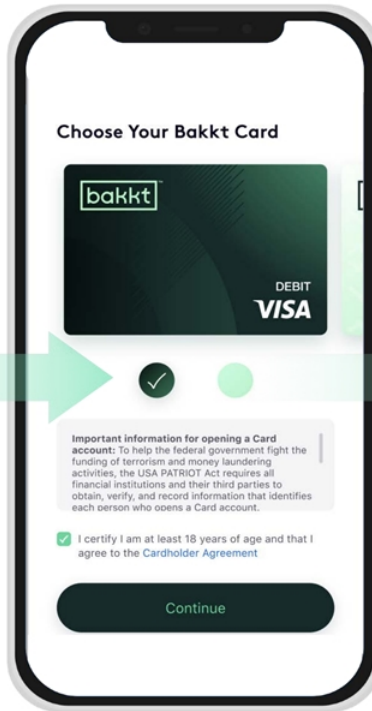 Choose Your Bakkt Card
bakkt™
DEBIT
VISA
Important information for opening a Card
account: To help the federal government fight the
funding of terrorism and money laundering
activities, the USA PATRIOT Act requires all
financial institutions and their third parties to
obtain, verify, and record information that identifies
each person who opens a Card account.
I certify I am at least 18 years of age and that I
agree to the Cardholder Agreement
Continue